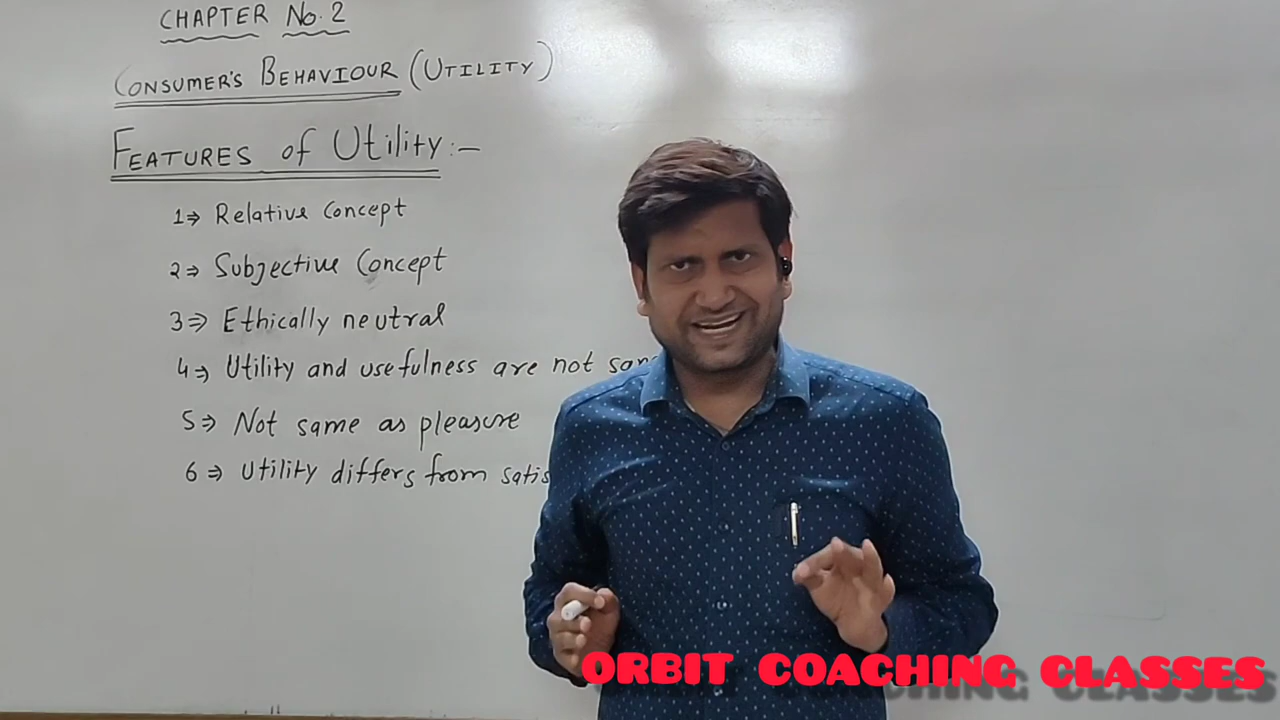 CHAPTER No. 2
CONSUMER'S BEHAVIOUR (UTILITY)
FEATURES of Utility:-
1⇒ Relative Concept
2⇒ Subjective Concept
3⇒ Ethically neutral
4⇒ Utility and usefulness are not
5⇒ Not same as pleasure
6⇒ Utility differs from
ORBIT COACHING CLASSES